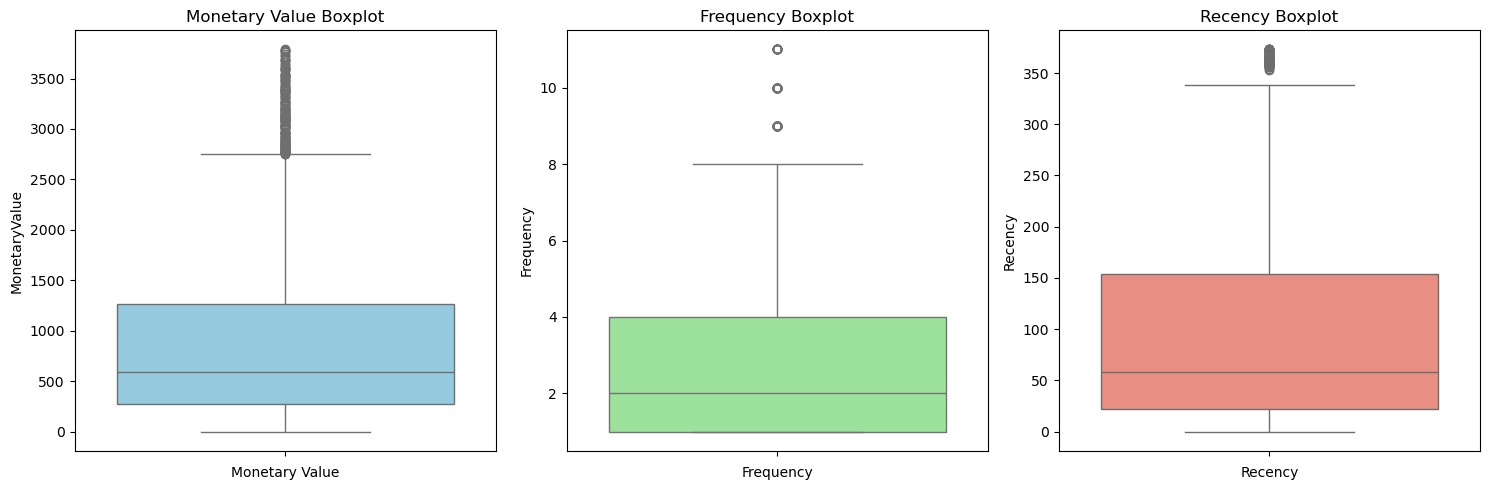 Monetary Value Boxplot
MonetaryValue
3500
3000
2500
2000
1500
1000
500
0
Monetary Value
Frequency Boxplot
Frequency
10
8
6
4
2
Frequency
Recency Boxplot
Recency
350
300
250
200
150
100
50
0
Recency